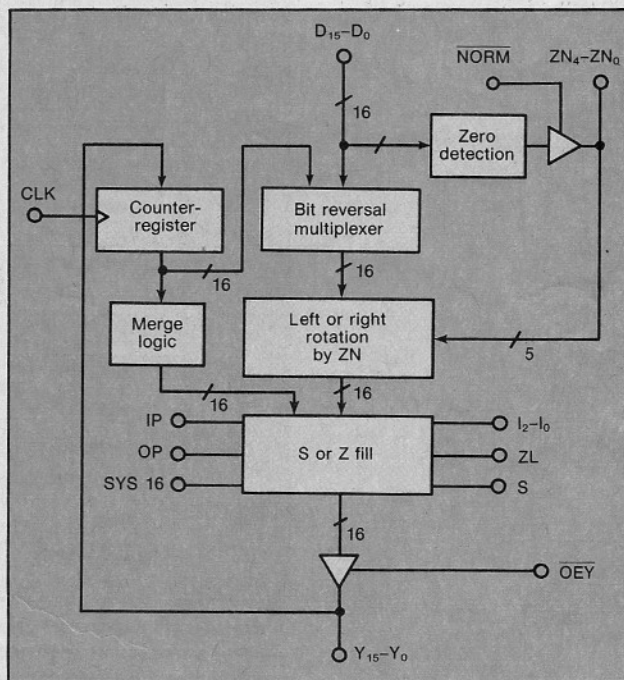 D₁₅–D₀
NORM
ZN₄–ZN₀
16
Zero
detection
CLK
Counter-
register
Bit reversal
multiplexer
16
16
Merge
logic
Left or right
rotation
by ZN
5
16
16
IP
I₂–I₀
OP
S or Z fill
ZL
SYS 16
S
16
OEY
Y₁₅–Y₀